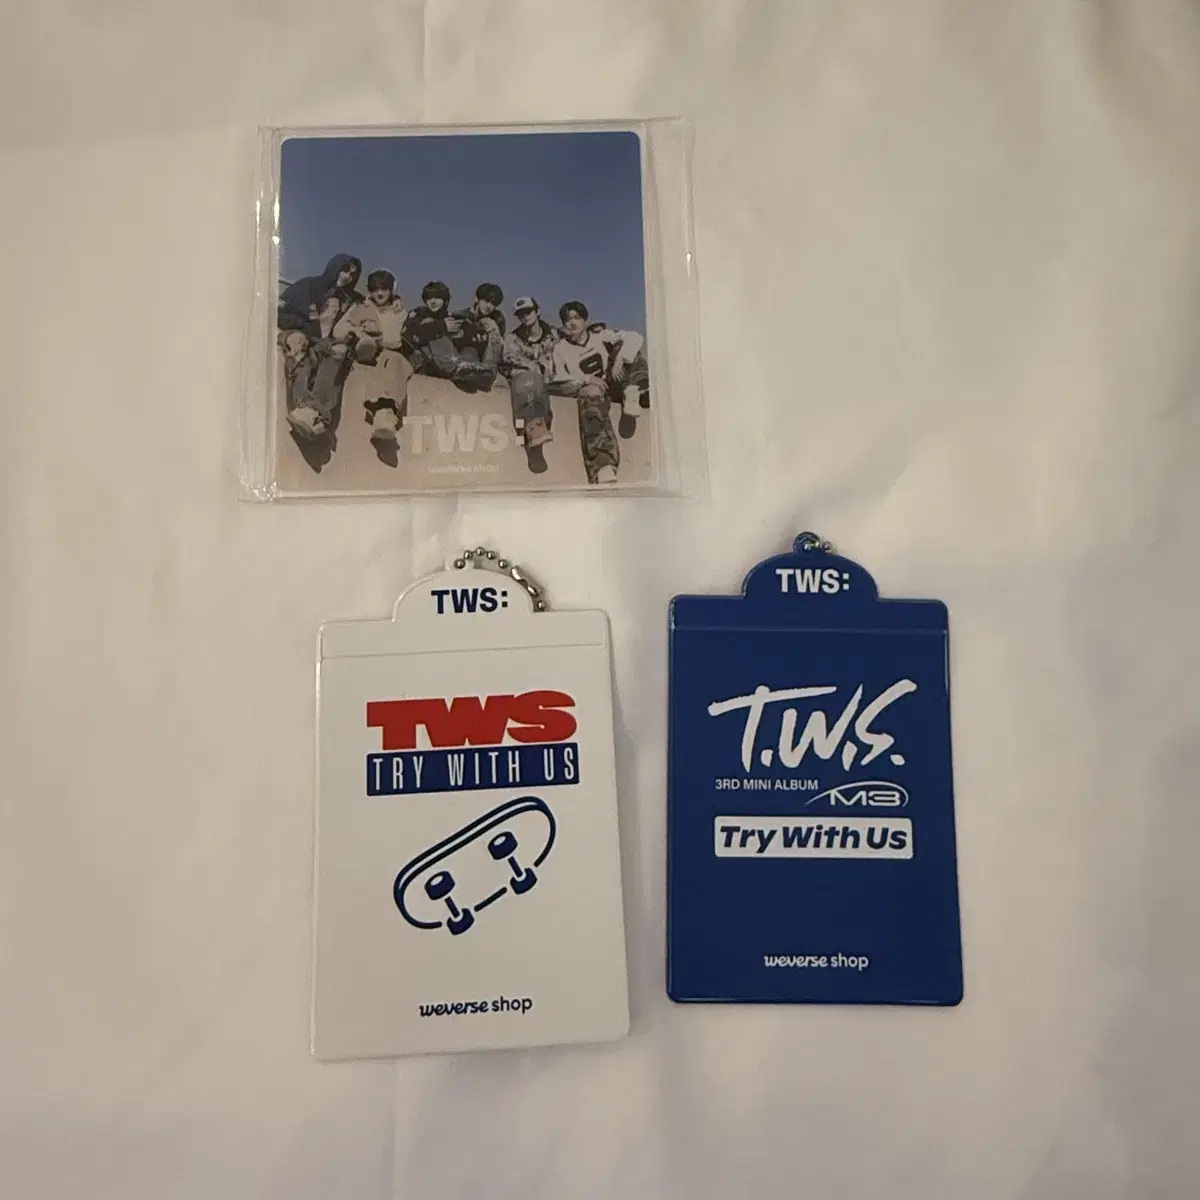 TWS:
weverse shop
TWS:
TWS
TRY WITH US
weverse shop
TWS:
T.W.S.
3RD MINI ALBUM M3
Try With Us
weverse shop